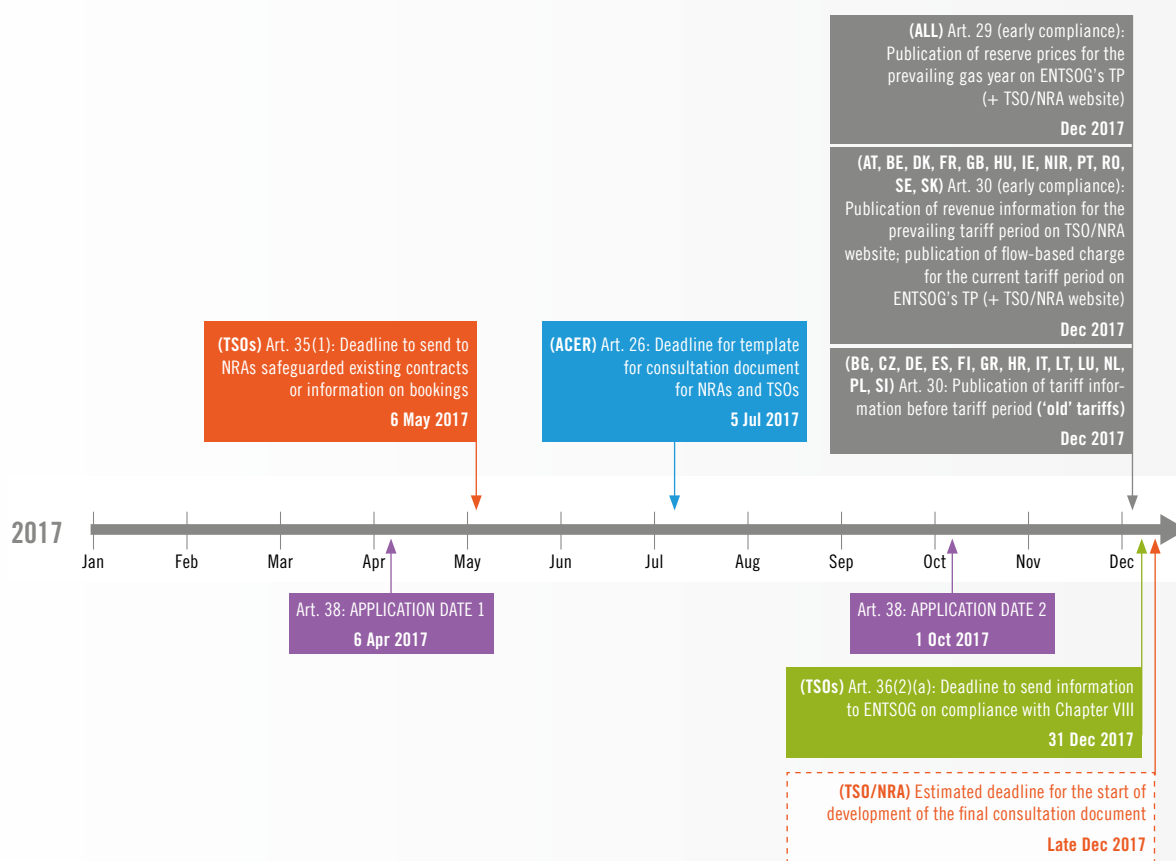 (ALL) Art. 29 (early compliance):
Publication of reserve prices for the
prevailing gas year on ENTSOG's TP
(+ TSO/NRA website)
Dec 2017
(AT, BE, DK, FR, GB, HU, IE, NIR, PT, RO,
SE, SK) Art. 30 (early compliance):
Publication of revenue information for the
prevailing tariff period on TSO/NRA
website; publication of flow-based charge
for the current tariff period on
ENTSOG's TP (+ TSO/NRA website)
Dec 2017
(BG, CZ, DE, ES, FI, GR, HR, IT, LT, LU, NL,
PL, SI) Art. 30: Publication of tariff infor-
mation before tariff period ('old' tariffs)
Dec 2017
(TSOs) Art. 35(1): Deadline to send to
NRAs safeguarded existing contracts
or information on bookings
6 May 2017
(ACER) Art. 26: Deadline for template
for consultation document
for NRAs and TSOs
5 Jul 2017
2017
Jan Feb Mar Apr May Jun Jul Aug Sep Oct Nov Dec
Art. 38: APPLICATION DATE 1
6 Apr 2017
Art. 38: APPLICATION DATE 2
1 Oct 2017
(TSOs) Art. 36(2)(a): Deadline to send information
to ENTSOG on compliance with Chapter VIII
31 Dec 2017
(TSO/NRA) Estimated deadline for the start of
development of the final consultation document
Late Dec 2017